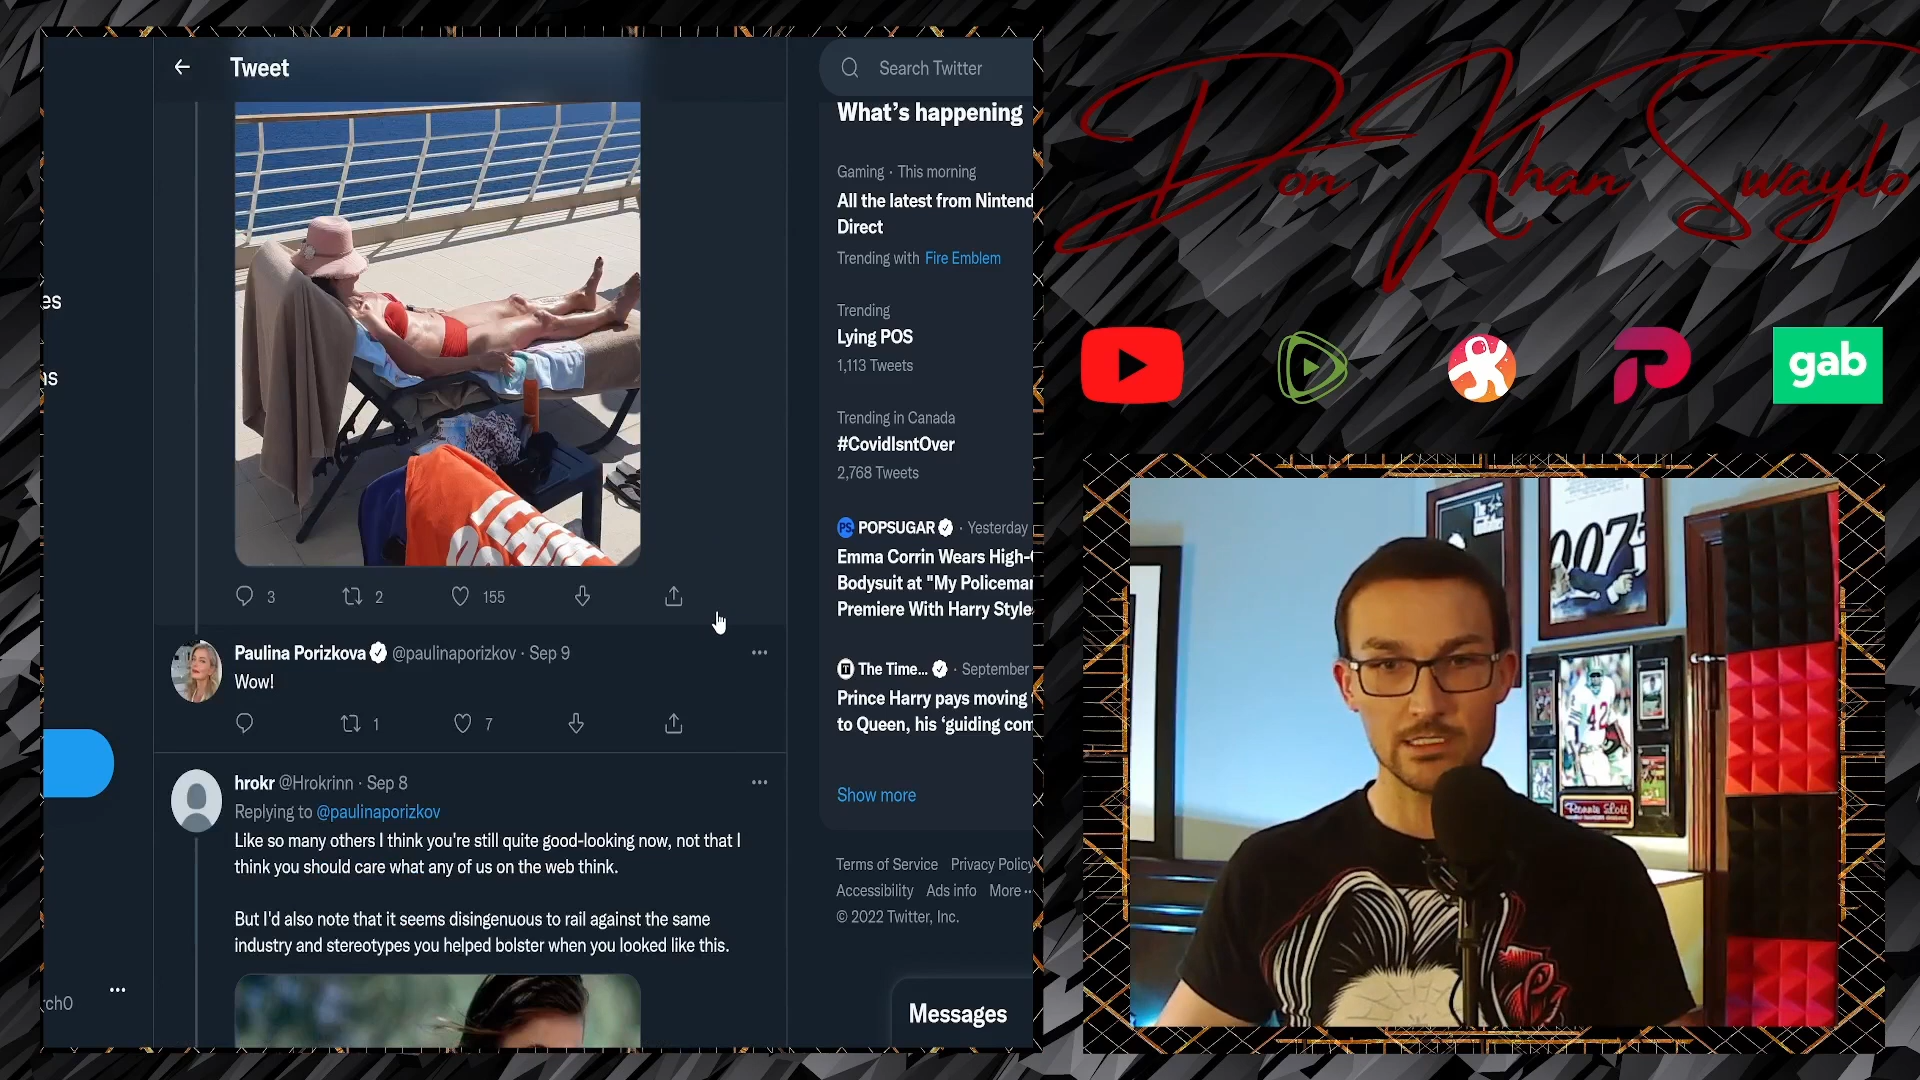 Tweet
Search Twitter
What's happening
Gaming · This morning
All the latest from Nintend
Direct
Trending with Fire Emblem
Trending
Lying POS
1,113 Tweets
Trending in Canada
#CovidIsntOver
2,768 Tweets
PS POPSUGAR · Yesterday
Emma Corrin Wears High-
Bodysuit at "My Policeman
Premiere With Harry Style
T The Time... · September
Prince Harry pays moving
to Queen, his ‘guiding com
Show more
Terms of Service Privacy Policy
Accessibility Ads info More ··
© 2022 Twitter, Inc.
Messages
es
ns
rch0
3 2 155
Paulina Porizkova @paulinaporizkov · Sep 9
Wow!
1 7
hrokr @Hrokrinn · Sep 8
Replying to @paulinaporizkov
Like so many others I think you're still quite good-looking now, not that I
think you should care what any of us on the web think.
But I'd also note that it seems disingenuous to rail against the same
industry and stereotypes you helped bolster when you looked like this.
Don Khan Swaylo
gab
007
42
Ronnie Lott